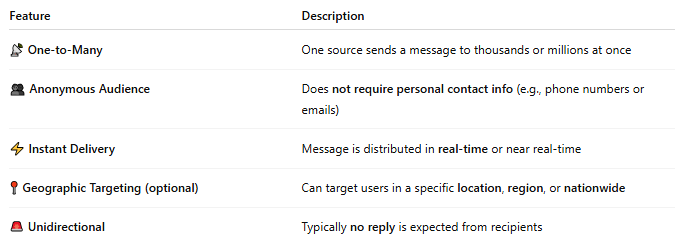 Feature Description
📡 One-to-Many One source sends a message to thousands or millions at once
👥 Anonymous Audience Does not require personal contact info (e.g., phone numbers or
emails)
⚡ Instant Delivery Message is distributed in real-time or near real-time
📍 Geographic Targeting (optional) Can target users in a specific location, region, or nationwide
🚨 Unidirectional Typically no reply is expected from recipients